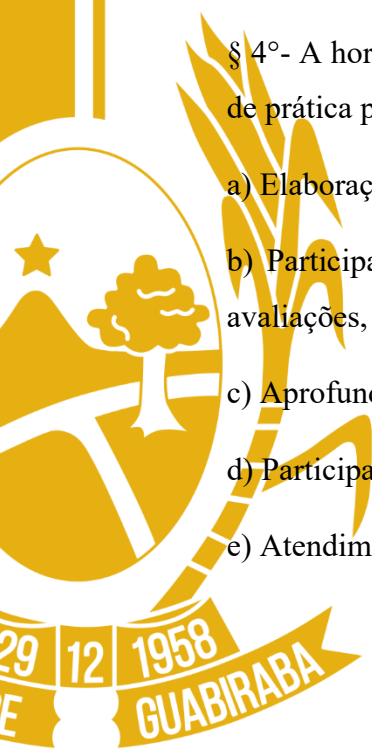 § 4°- A hor
de prática p
a) Elaboraç
b) Participa
avaliações,
c) Aprofund
d) Participa
e) Atendim
29 12 1958
E GUABIRABA